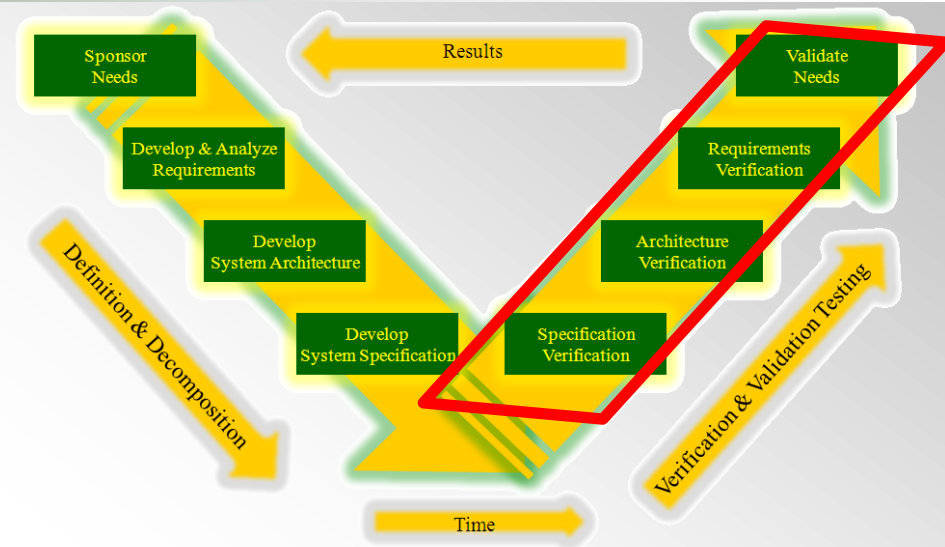 Sponsor
Needs
Results
Validate
Needs
Develop & Analyze
Requirements
Requirements
Verification
Develop
System Architecture
Architecture
Verification
Definition & Decomposition
Develop
System Specification
Specification
Verification
Verification & Validation Testing
Time